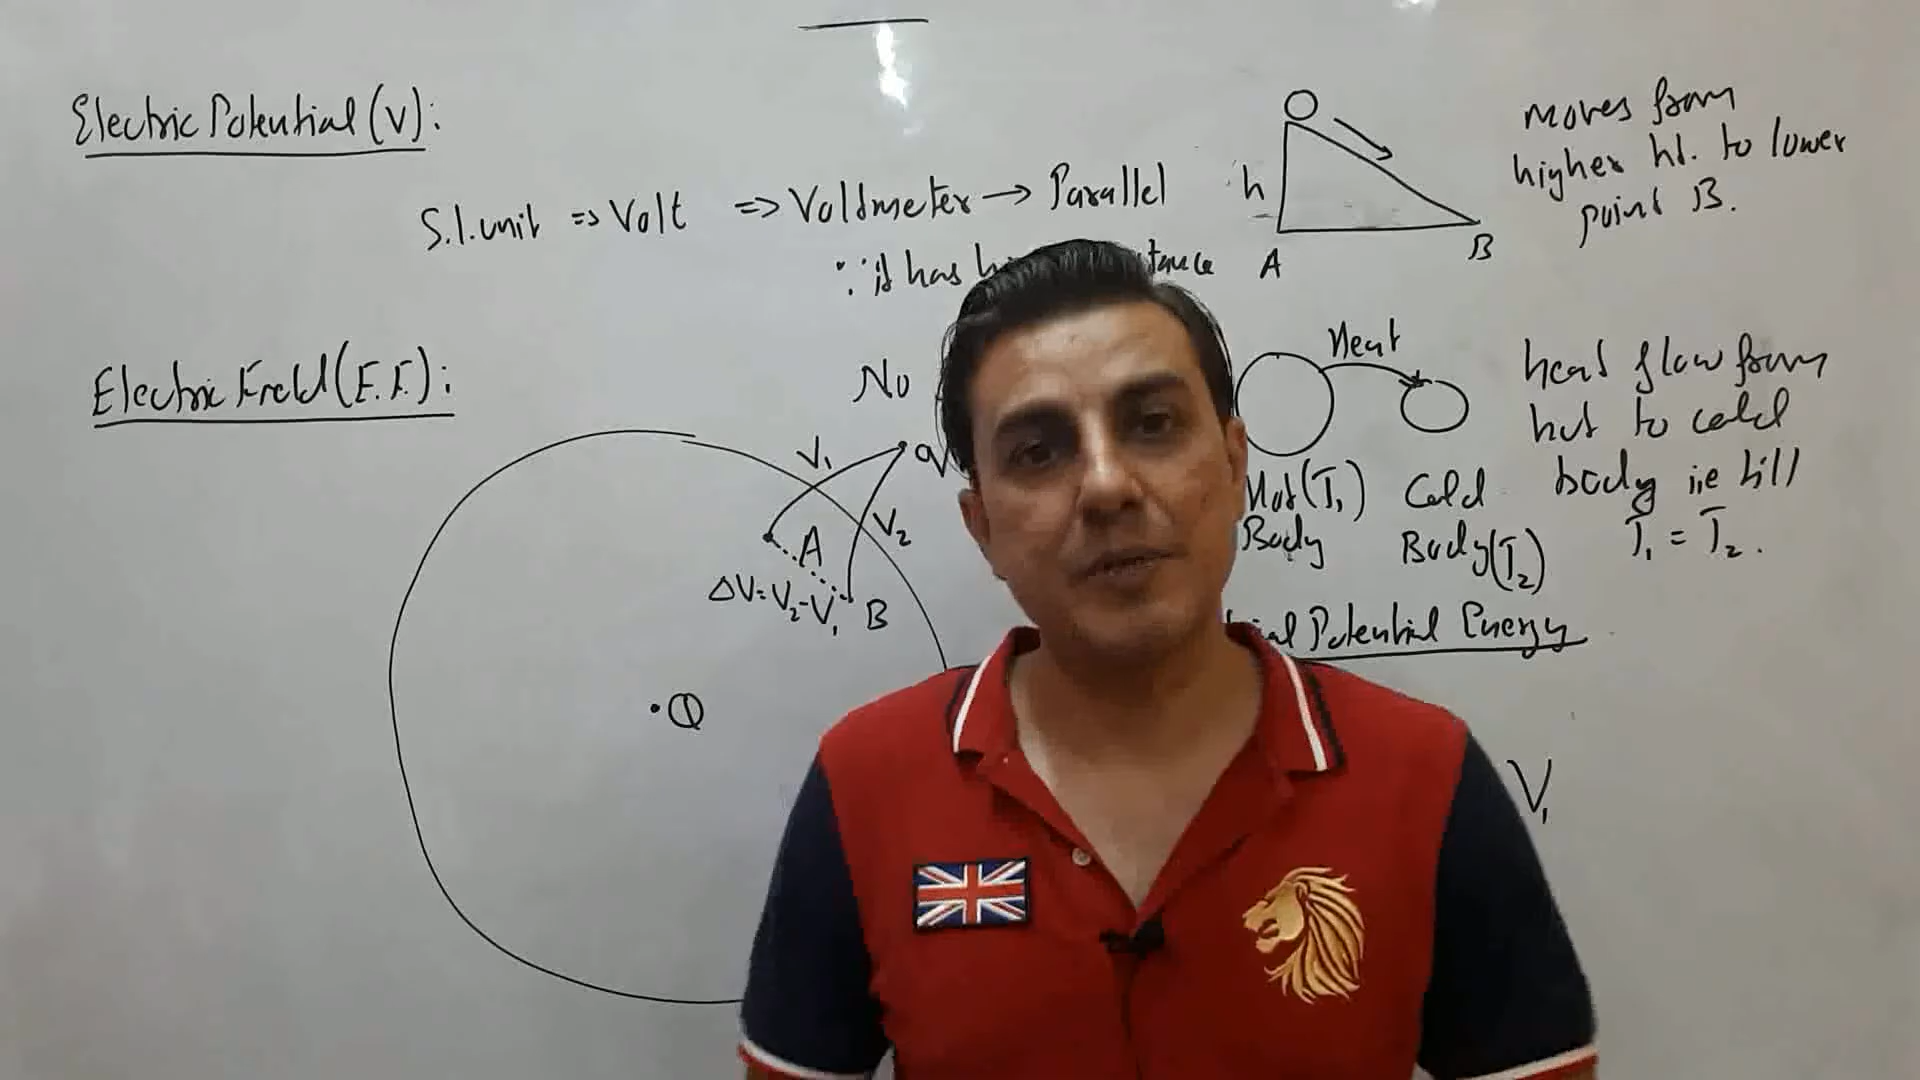 Electric Potential (V):
S.I. unit => Volt => Voltmeter → Parallel
∵ it has
h
A
B
moves from
higher ht. to lower
point B.
Electric Field (E.F.):
No
V₁
q
V₂
A
ΔV = V₂ - V₁
B
.Q
Heat
Hot (T₁)
Body
Cold
Body (T₂)
heat flow from
hot to cold
body i.e till
T₁ = T₂.
Potential Energy
V₁